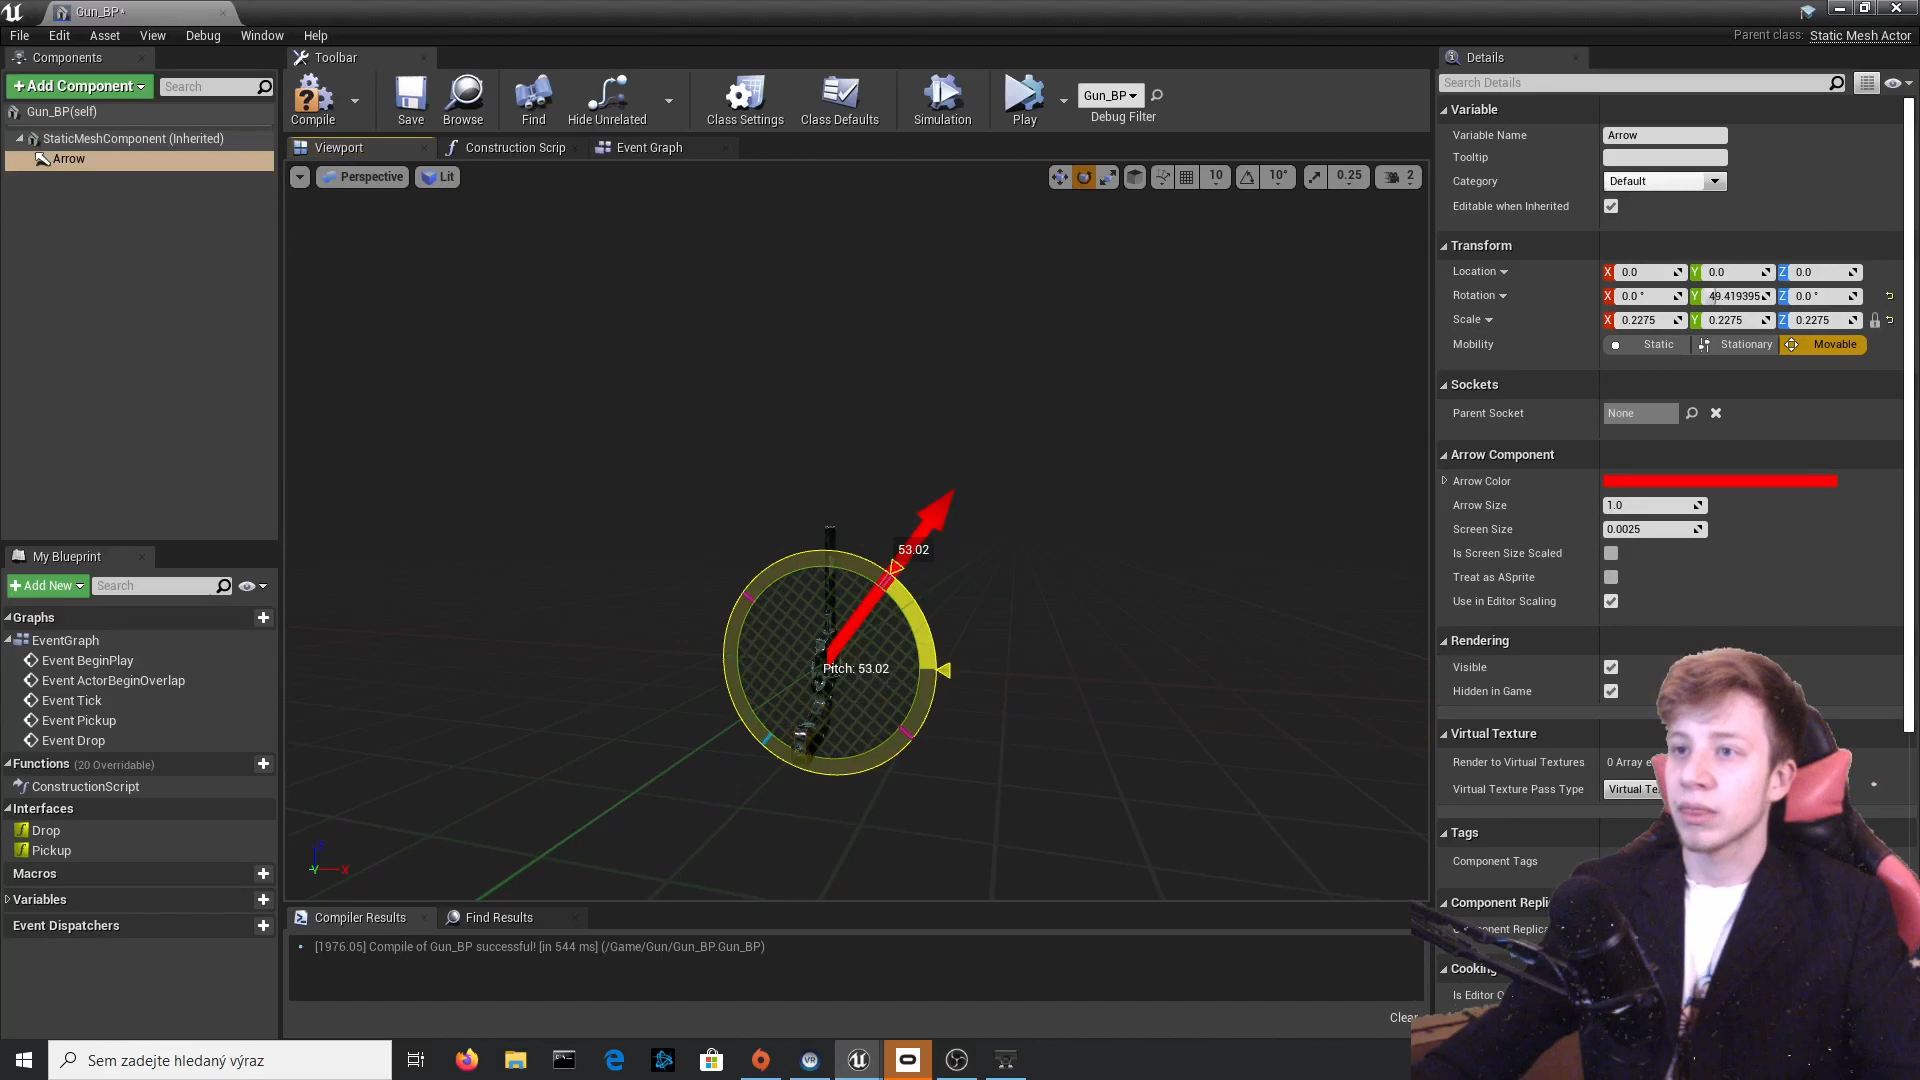 Gun_BP*
File Edit Asset View Debug Window Help
Parent class: Static Mesh Actor
Components
+Add Component
Search
Gun_BP(self)
StaticMeshComponent (Inherited)
Arrow
Toolbar
Compile
Save
Browse
Find
Hide Unrelated
Class Settings
Class Defaults
Simulation
Play
Gun_BP
Debug Filter
Viewport
Construction Scrip
Event Graph
Perspective
Lit
10
10°
0.25
2
53.02
Pitch: 53.02
Z
Y
X
My Blueprint
+Add New
Search
Graphs
EventGraph
Event BeginPlay
Event ActorBeginOverlap
Event Tick
Event Pickup
Event Drop
Functions (20 Overridable)
ConstructionScript
Interfaces
Drop
Pickup
Macros
Variables
Event Dispatchers
Compiler Results
Find Results
[1976.05] Compile of Gun_BP successful! [in 544 ms] (/Game/Gun/Gun_BP.Gun_BP)
Clear
Details
Search Details
Variable
Variable Name Arrow
Tooltip
Category Default
Editable when Inherited
Transform
Location X 0.0 Y 0.0 Z 0.0
Rotation X 0.0 ° Y 49.419395 Z 0.0 °
Scale X 0.2275 Y 0.2275 Z 0.2275
Mobility Static Stationary Movable
Sockets
Parent Socket None
Arrow Component
Arrow Color
Arrow Size 1.0
Screen Size 0.0025
Is Screen Size Scaled
Treat as ASprite
Use in Editor Scaling
Rendering
Visible
Hidden in Game
Virtual Texture
Render to Virtual Textures 0 Array e
Virtual Texture Pass Type Virtual Te
Tags
Component Tags
Component Repli
Component Replica
Cooking
Is Editor O
Sem zadejte hledaný výraz